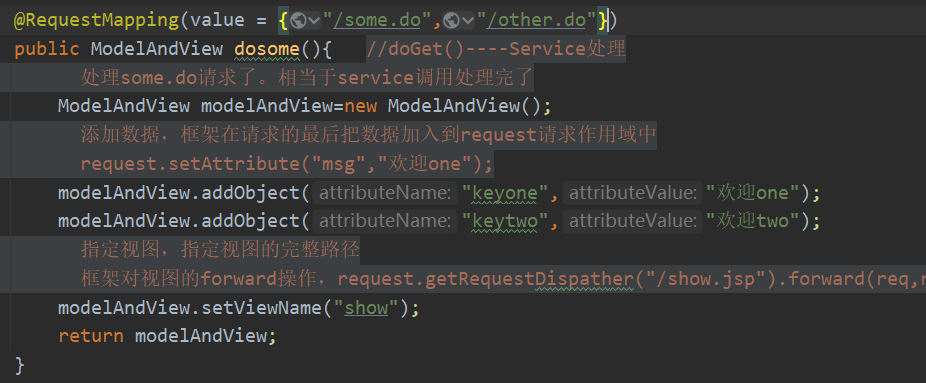 @RequestMapping(value = {"/some.do","/other.do"})
public ModelAndView dosome(){   //doGet()----Service处理
处理some.do请求了。相当于service调用处理完了
ModelAndView modelAndView=new ModelAndView();
添加数据，框架在请求的最后把数据加入到request请求作用域中
request.setAttribute("msg","欢迎one");
modelAndView.addObject( attributeName: "keyone", attributeValue: "欢迎one");
modelAndView.addObject( attributeName: "keytwo", attributeValue: "欢迎two");
指定视图，指定视图的完整路径
框架对视图的forward操作，request.getRequestDispather("/show.jsp").forward(req,
modelAndView.setViewName("show");
return modelAndView;
}